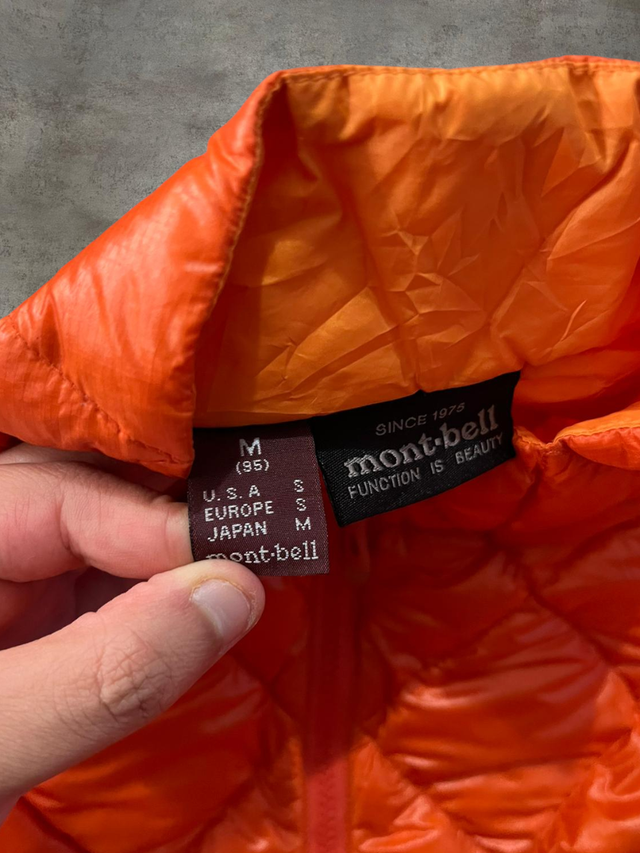 M
(95)
U.S.A S
EUROPE S
JAPAN M
mont·bell
SINCE 1975
mont·bell
FUNCTION IS BEAUTY